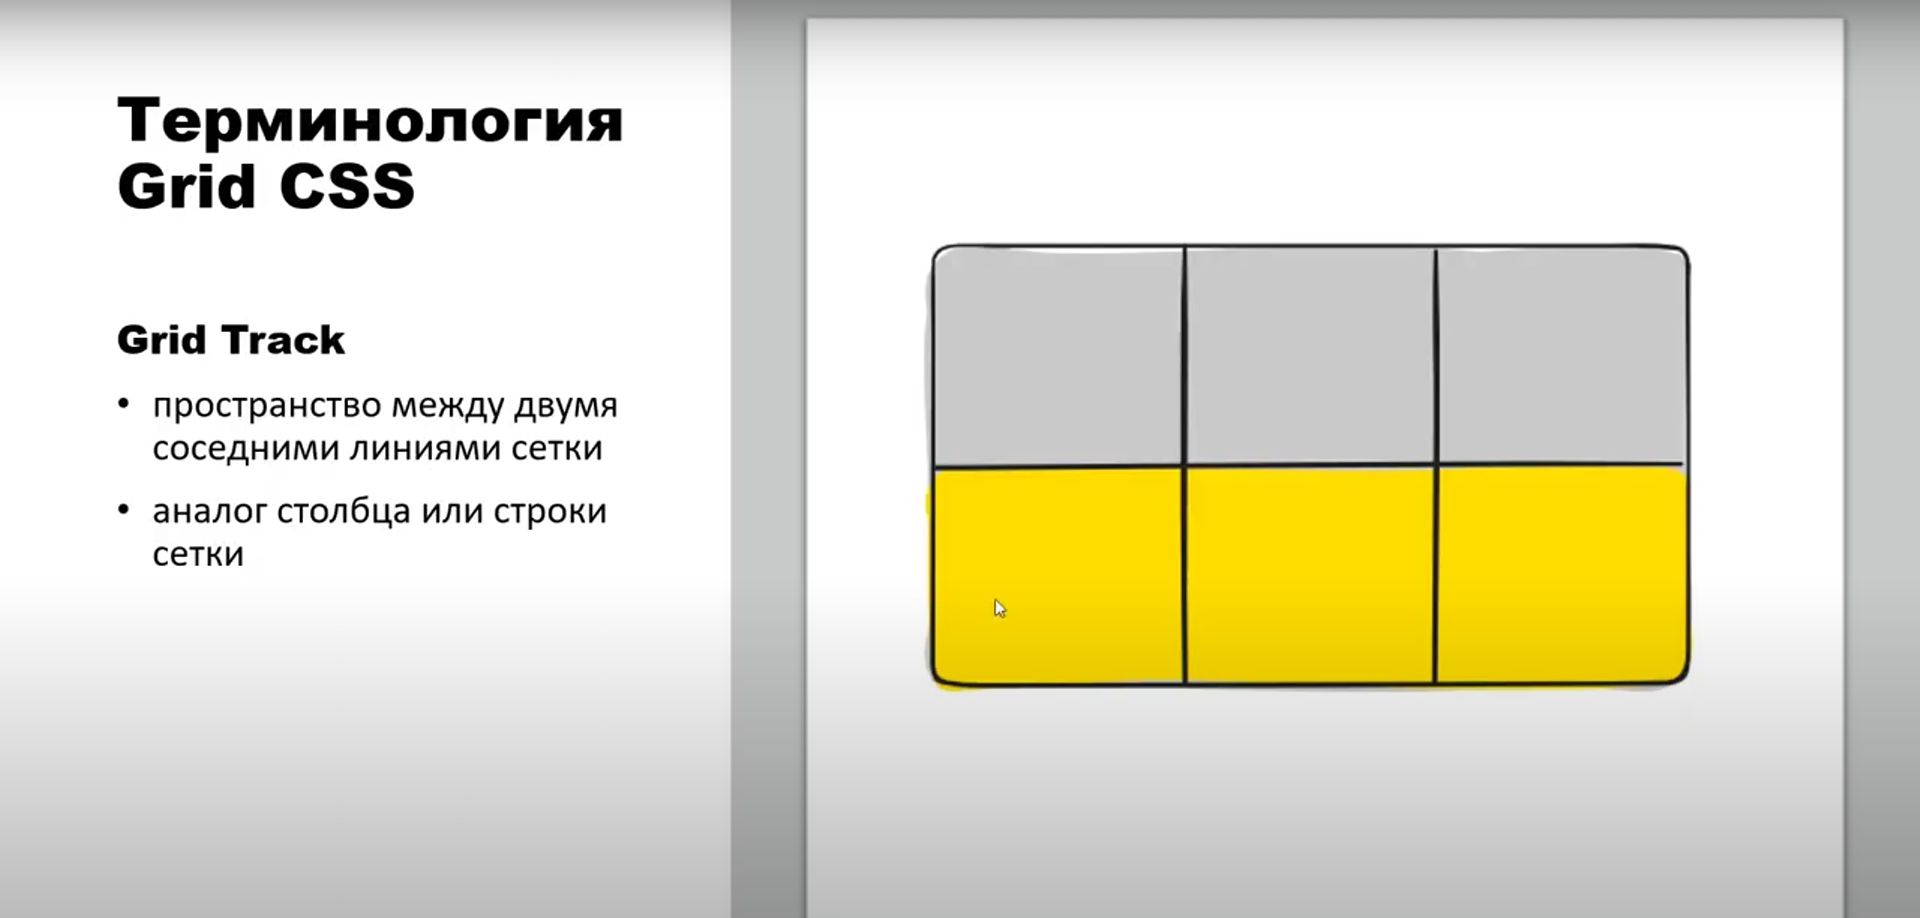 Терминология
Grid CSS
Grid Track
• пространство между двумя
соседними линиями сетки
• аналог столбца или строки
сетки